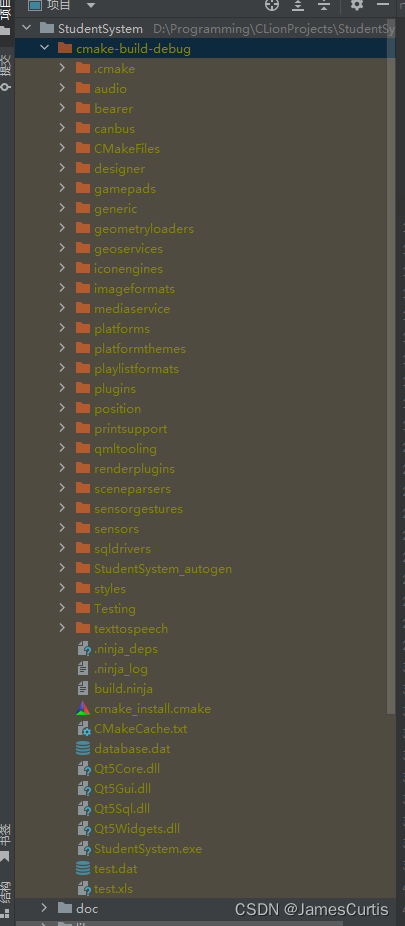 项目
项目
StudentSystem D:\Programming\CLionProjects\StudentSy
提交
cmake-build-debug
.cmake
audio
bearer
canbus
CMakeFiles
designer
gamepads
generic
geometryloaders
geoservices
iconengines
imageformats
mediaservice
platforms
platformthemes
playlistformats
plugins
position
printsupport
qmltooling
renderplugins
sceneparsers
sensorgestures
sensors
sqldrivers
StudentSystem_autogen
styles
Testing
texttospeech
.ninja_deps
.ninja_log
build.ninja
cmake_install.cmake
CMakeCache.txt
database.dat
Qt5Core.dll
Qt5Gui.dll
Qt5Sql.dll
Qt5Widgets.dll
书签
StudentSystem.exe
test.dat
结构
test.xls
doc
CSDN @JamesCurtis